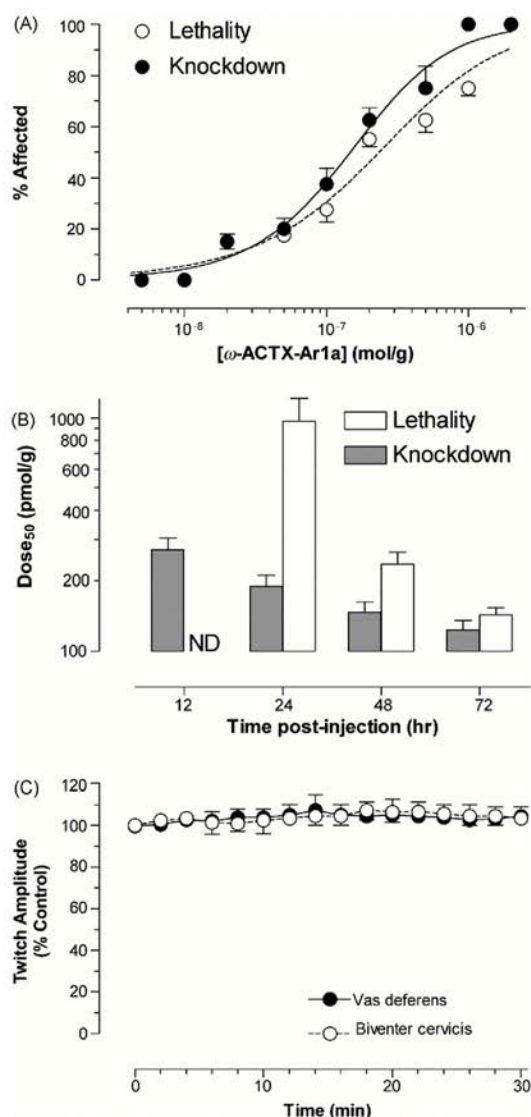 (A)
Lethality
Knockdown
% Affected
100
80
60
40
20
0
10⁻⁸
10⁻⁷
10⁻⁶
[ω-ACTX-Ar1a] (mol/g)
(B)
Lethality
Knockdown
Dose₅₀ (pmol/g)
1000
800
600
400
200
100
ND
12
24
48
72
Time post-injection (hr)
(C)
Twitch Amplitude
(% Control)
120
100
80
60
40
20
0
Vas deferens
Biventer cervicis
0
10
20
30
Time (min)